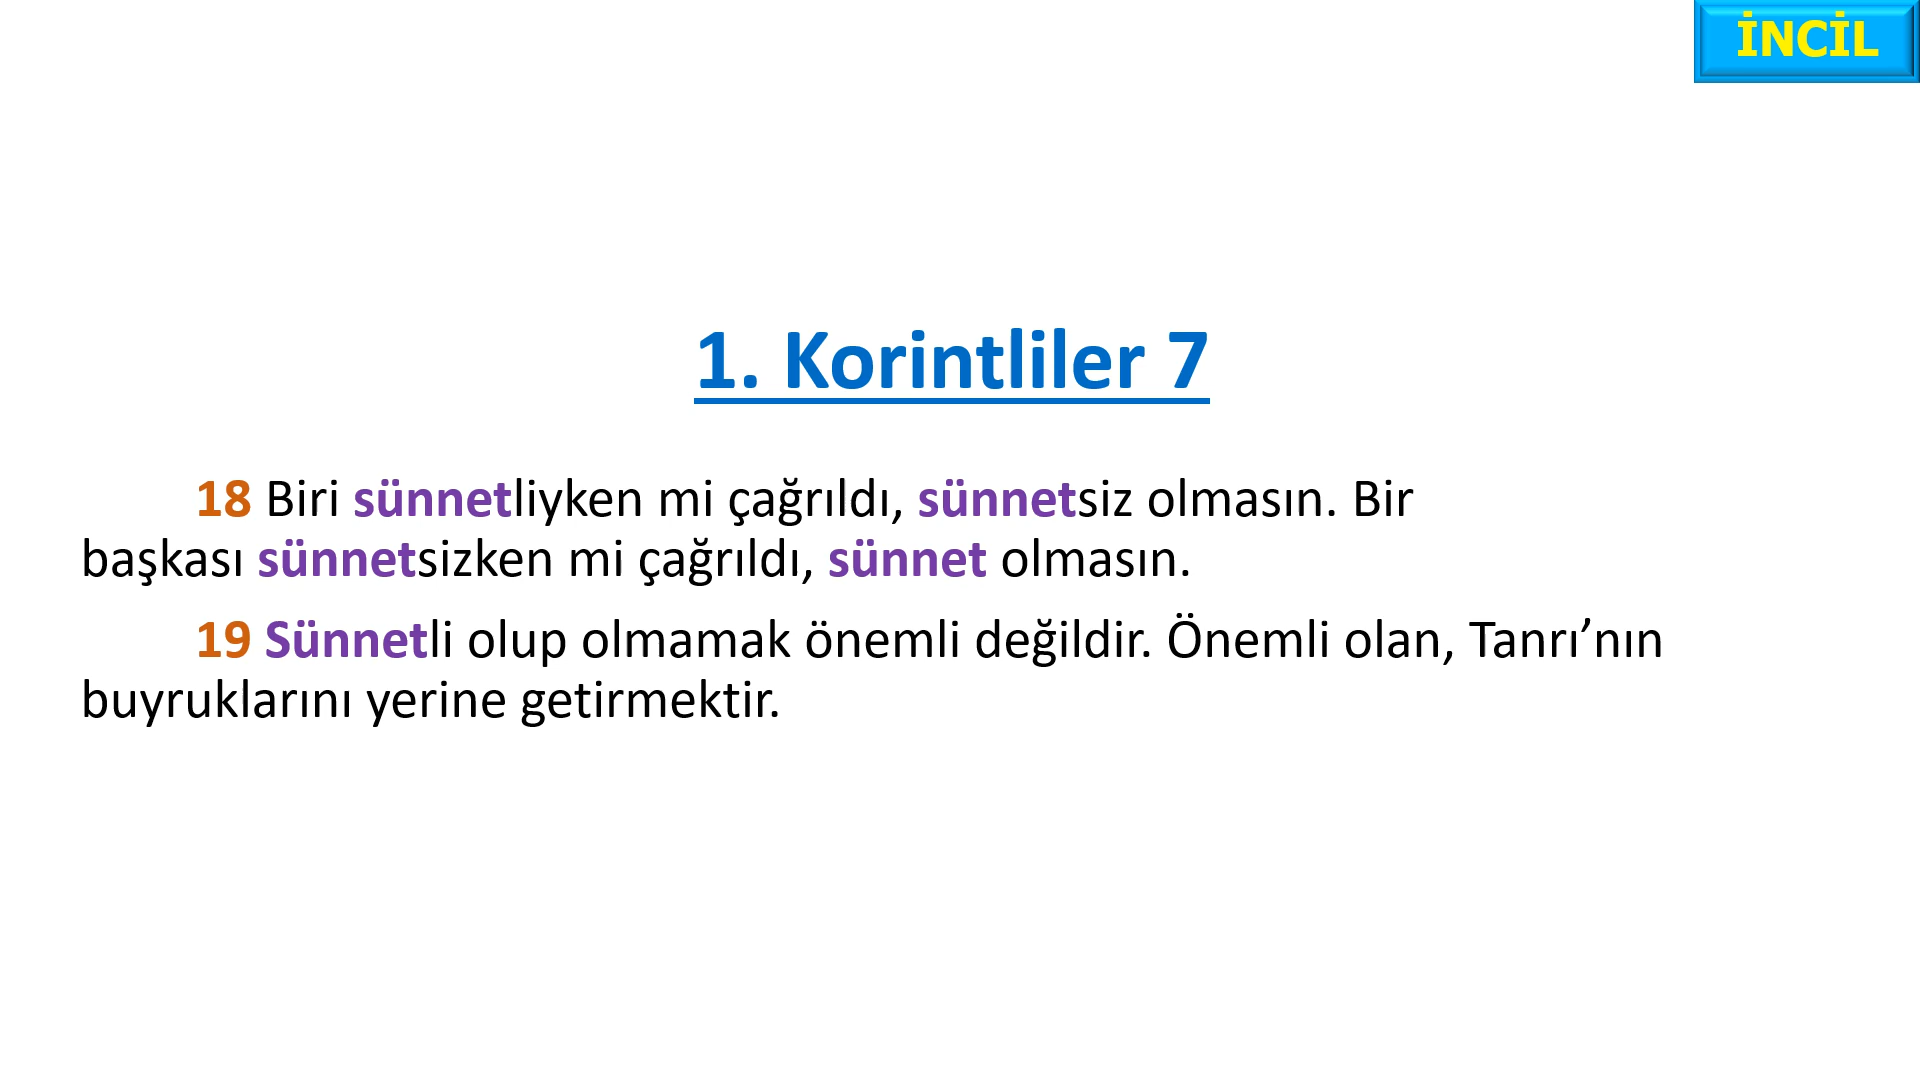 İNCİL
1. Korintliler 7
18 Biri sünnetliyken mi çağrıldı, sünnetsiz olmasın. Bir
başkası sünnetsizken mi çağrıldı, sünnet olmasın.
19 Sünnetli olup olmamak önemli değildir. Önemli olan, Tanrı’nın
buyruklarını yerine getirmektir.